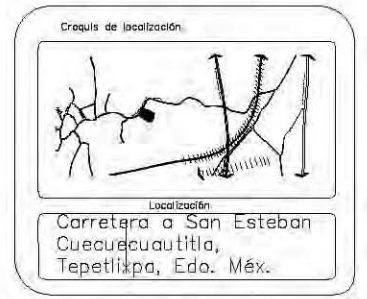 Croquis de localización
Localización
Carretera a San Esteban
Cuecuecuautitla,
Tepetlixpa, Edo. Méx.